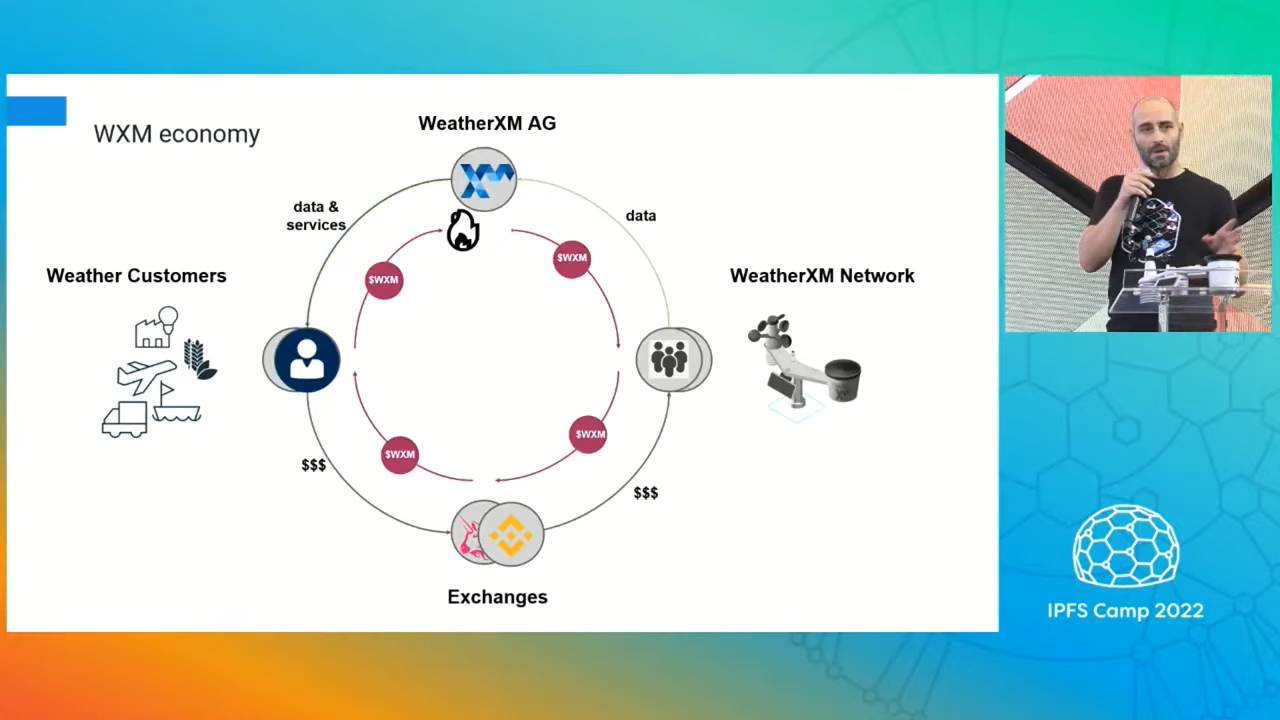 WXM economy
WeatherXM AG
data &
services
data
Weather Customers
WeatherXM Network
$WXM
$WXM
$WXM
$WXM
$$$
$$$
Exchanges
IPFS Camp 2022